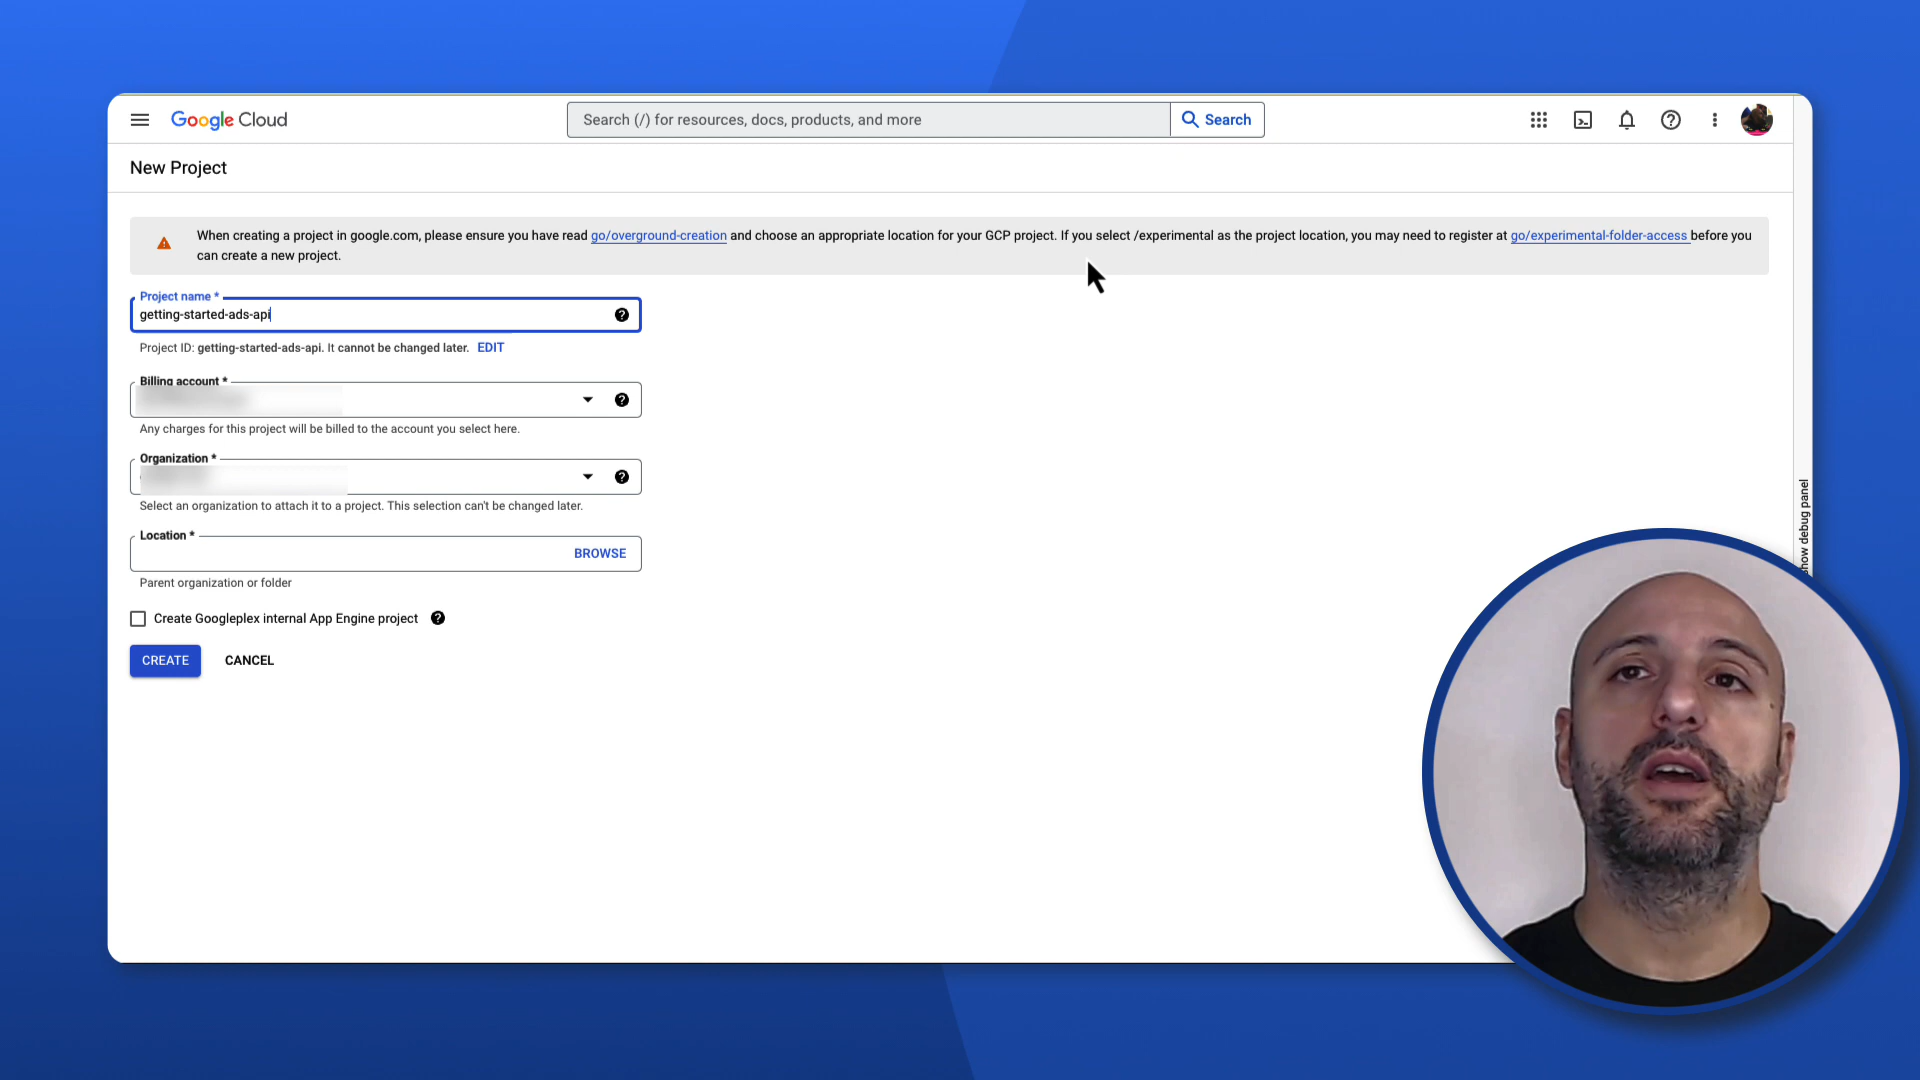 Google Cloud
Search (/) for resources, docs, products, and more
Search
New Project
When creating a project in google.com, please ensure you have read go/overground-creation and choose an appropriate location for your GCP project. If you select /experimental as the project location, you may need to register at go/experimental-folder-access before you
can create a new project.
Project name *
getting-started-ads-api
Project ID: getting-started-ads-api. It cannot be changed later. EDIT
Billing account *
Any charges for this project will be billed to the account you select here.
Organization *
Select an organization to attach it to a project. This selection can't be changed later.
Location *
BROWSE
Parent organization or folder
Create Googleplex internal App Engine project
CREATE CANCEL
debug panel